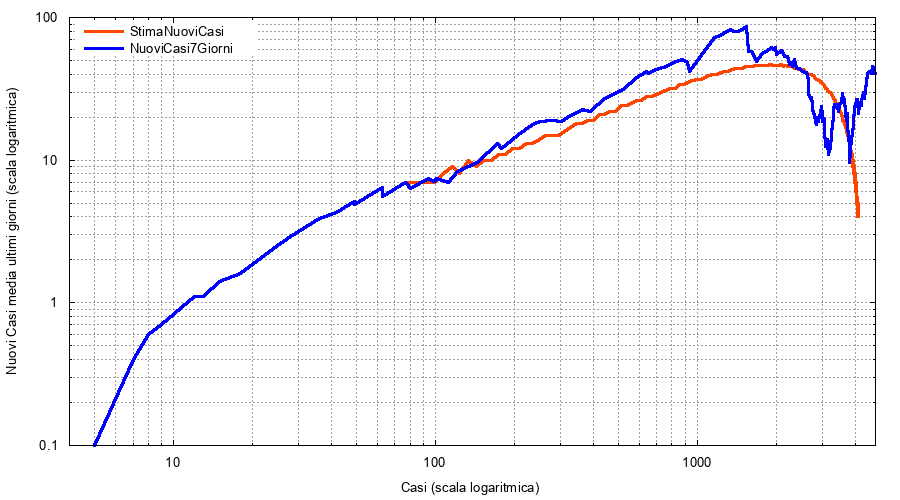 100
StimaNuoviCasi
NuoviCasi7Giorni
10
1
0.1
Nuovi Casi media ultimi giorni (scala logaritmica)
10
100
1000
Casi (scala logaritmica)